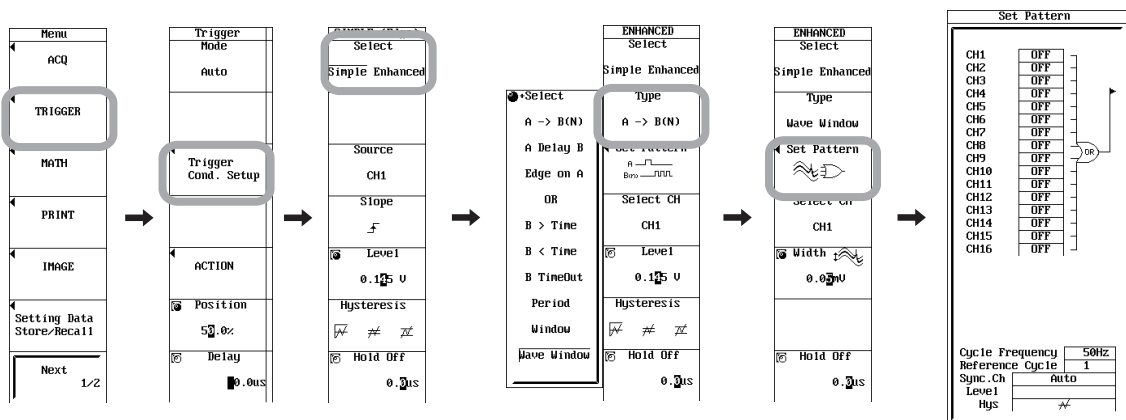 Menu
ACQ
TRIGGER
MATH
PRINT
IMAGE
Setting Data
Store/Recall
Next
1/2
Trigger
Mode
Auto
Trigger
Cond. Setup
ACTION
Position
50.0%
Delay
0.0us
Select
Simple Enhanced
Source
CH1
Slope
Level
0.145 V
Hysteresis
Hold Off
0.0us
Select
A -> B(N)
A Delay B
Edge on A
OR
B > Time
B < Time
B TimeOut
Period
Window
Wave Window
ENHANCED
Select
Simple Enhanced
Type
A -> B(N)
Set Pattern
A
B(N)
Select CH
CH1
Level
0.145 V
Hysteresis
Hold Off
0.0us
ENHANCED
Select
Simple Enhanced
Type
Wave Window
Set Pattern
Select CH
CH1
Width
0.05mV
Hold Off
0.0us
Set Pattern
CH1 OFF
CH2 OFF
CH3 OFF
CH4 OFF
CH5 OFF
CH6 OFF
CH7 OFF
CH8 OFF
CH9 OFF
CH10 OFF
CH11 OFF
CH12 OFF
CH13 OFF
CH14 OFF
CH15 OFF
CH16 OFF
OR
Cycle Frequency 50Hz
Reference Cycle 1
Sync.Ch Auto
Level
Hys